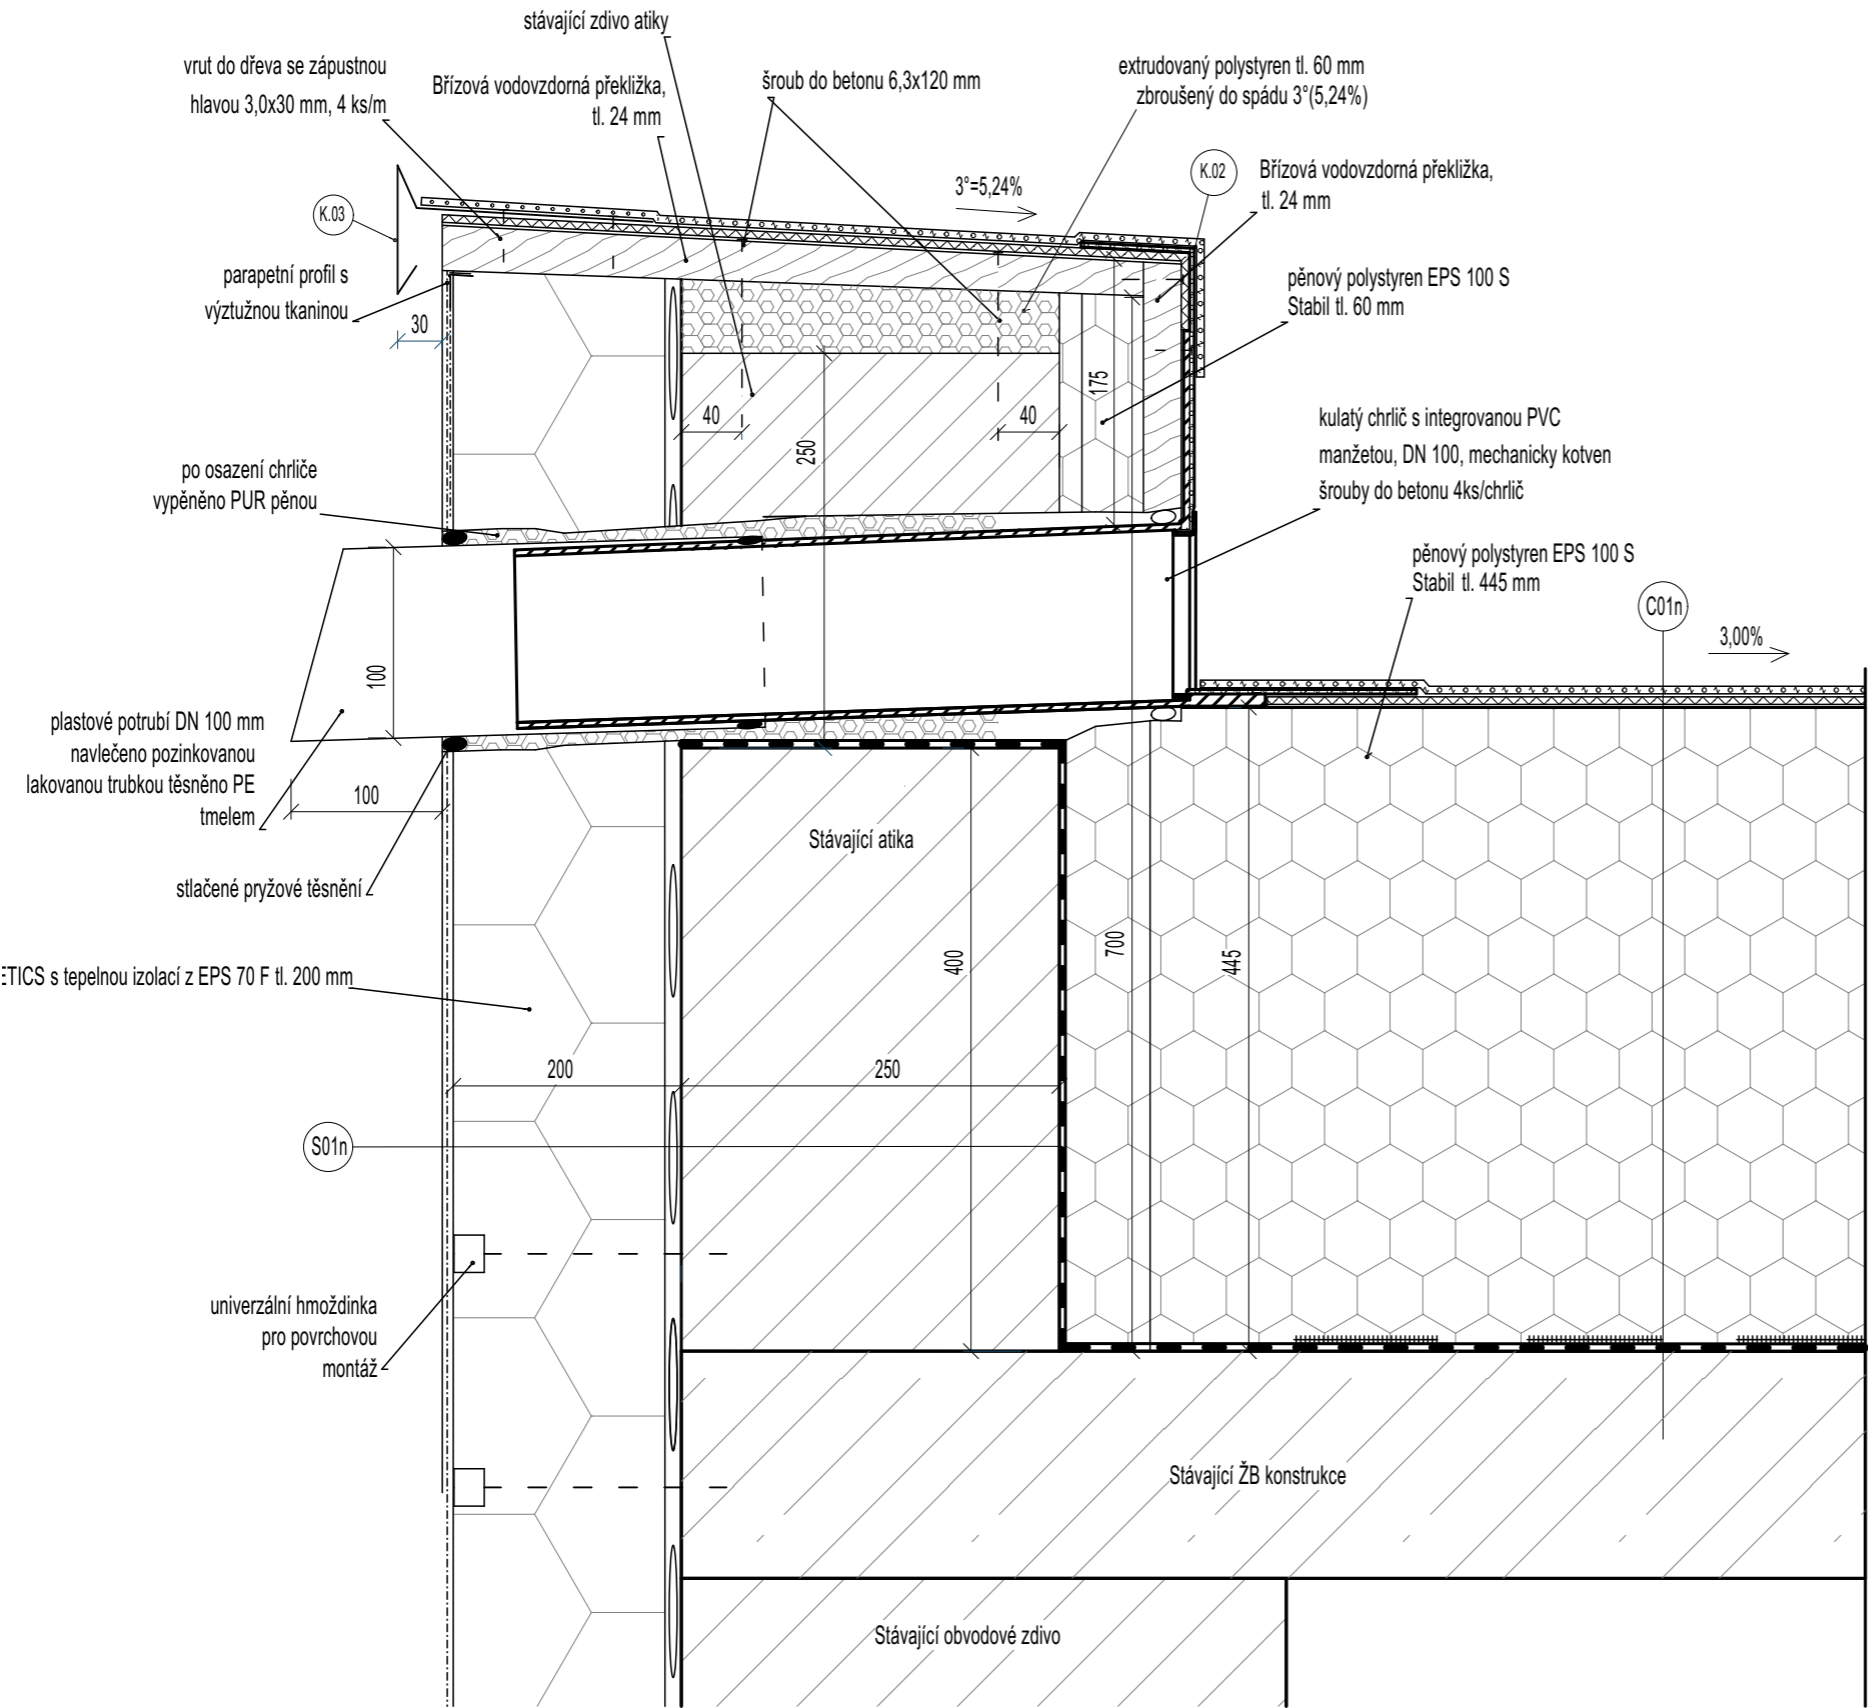 stávající zdivo atiky
vrut do dřeva se zápustnou
hlavou 3,0x30 mm, 4 ks/m
Břízová vodovzdorná překližka,
tl. 24 mm
šroub do betonu 6,3x120 mm
extrudovaný polystyren tl. 60 mm
zbroušený do spádu 3°(5,24%)
K.03
3°=5,24%
K.02
Břízová vodovzdorná překližka,
tl. 24 mm
parapetní profil s
výztužnou tkaninou
30
pěnový polystyren EPS 100 S
Stabil tl. 60 mm
175
40
40
250
kulatý chrlič s integrovanou PVC
manžetou, DN 100, mechanicky kotven
šrouby do betonu 4ks/chrlič
po osazení chrliče
vypěněno PUR pěnou
pěnový polystyren EPS 100 S
Stabil tl. 445 mm
C01n
3,00%
100
plastové potrubí DN 100 mm
navlečeno pozinkovanou
lakovanou trubkou těsněno PE
tmelem
100
Stávající atika
stlačené pryžové těsnění
400
700
445
ETICS s tepelnou izolací z EPS 70 F tl. 200 mm
200
250
S01n
univerzální hmoždinka
pro povrchovou
montáž
Stávající ŽB konstrukce
Stávající obvodové zdivo